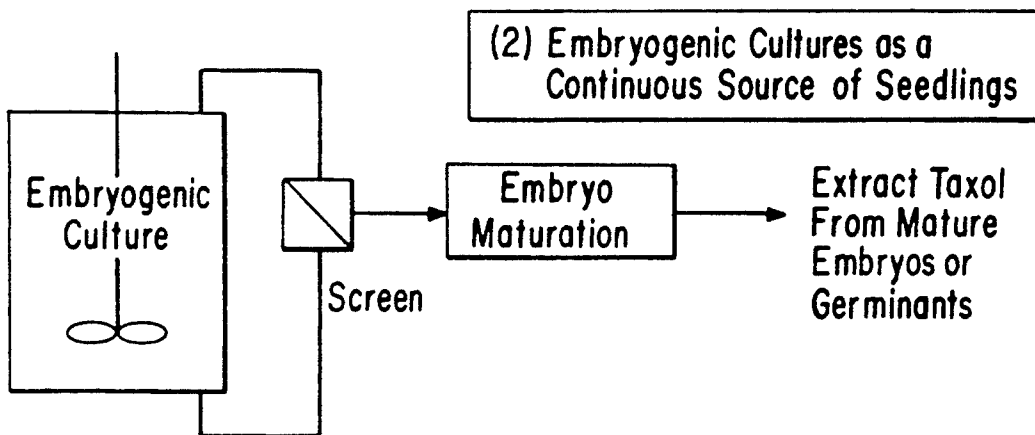 (2) Embryogenic Cultures as a
Continuous Source of Seedlings
Embryogenic
Culture
Screen
Embryo
Maturation
Extract Taxol
From Mature
Embryos or
Germinants